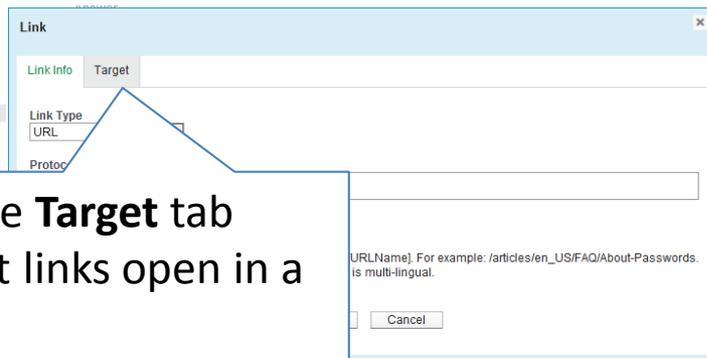 Link
Link Info Target
Link Type
URL
e Target tab
t links open in a
URLName]. For example: /articles/en_US/FAQ/About-Passwords.
is multi-lingual.
Cancel